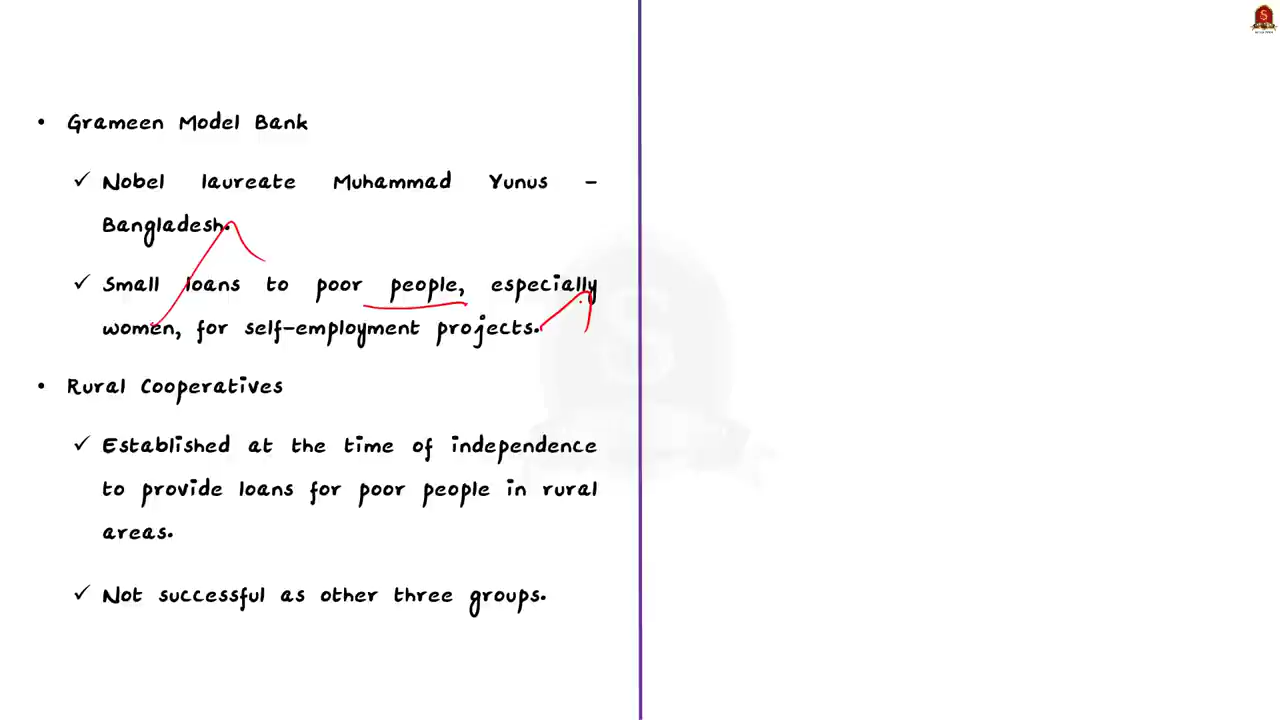 • Grameen Model Bank
✓ Nobel laureate Muhammad Yunus –
Bangladesh.
✓ Small loans to poor people, especially
women, for self-employment projects.
• Rural Cooperatives
✓ Established at the time of independence
to provide loans for poor people in rural
areas.
✓ Not successful as other three groups.
S